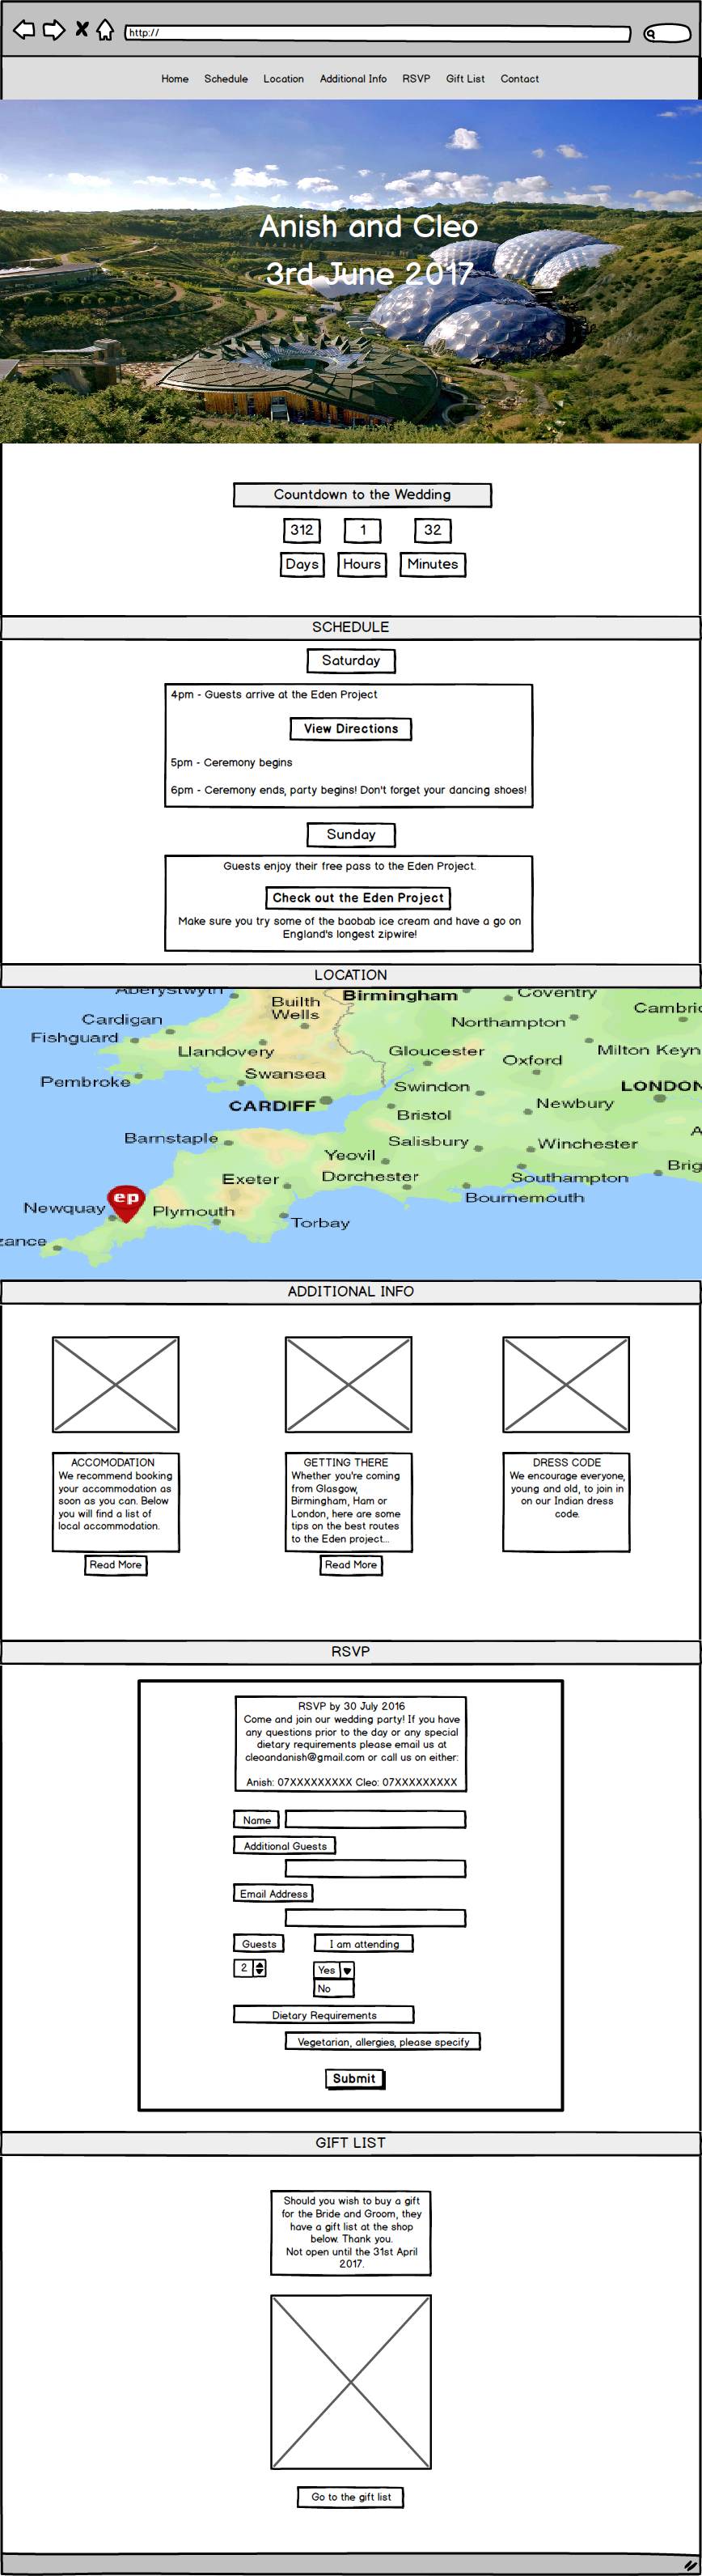 http://
Home Schedule Location Additional Info RSVP Gift List Contact
Anish and Cleo
3rd June 2017
Countdown to the Wedding
312 1 32
Days Hours Minutes
SCHEDULE
Saturday
4pm - Guests arrive at the Eden Project
View Directions
5pm - Ceremony begins
6pm - Ceremony ends, party begins! Don't forget your dancing shoes!
Sunday
Guests enjoy their free pass to the Eden Project.
Check out the Eden Project
Make sure you try some of the baobab ice cream and have a go on
England's longest zipwire!
LOCATION
Aberystwyth
Birmingham
Coventry
Builth
Wells
Cambric
Cardigan
Northampton
Fishguard
Llandovery
Gloucester
Oxford
Milton Keyn
Swansea
Pembroke
Swindon
LONDON
CARDIFF
Newbury
Bristol
Barnstaple
Salisbury
Winchester
A
Yeovil
Brig
Exeter
Dorchester
Southampton
ep
Bournemouth
Newquay
Plymouth
Torbay
zance
ADDITIONAL INFO
ACCOMODATION
We recommend booking
your accommodation as
soon as you can. Below
you will find a list of
local accommodation.
Read More
GETTING THERE
Whether you're coming
from Glasgow,
Birmingham, Ham or
London, here are some
tips on the best routes
to the Eden project...
Read More
DRESS CODE
We encourage everyone,
young and old, to join in
on our Indian dress
code.
RSVP
RSVP by 30 July 2016
Come and join our wedding party! If you have
any questions prior to the day or any special
dietary requirements please email us at
cleoandanish@gmail.com or call us on either:
Anish: 07XXXXXXXXX Cleo: 07XXXXXXXXX
Name
Additional Guests
Email Address
Guests I am attending
2 Yes
No
Dietary Requirements
Vegetarian, allergies, please specify
Submit
GIFT LIST
Should you wish to buy a gift
for the Bride and Groom, they
have a gift list at the shop
below. Thank you.
Not open until the 31st April
2017.
Go to the gift list